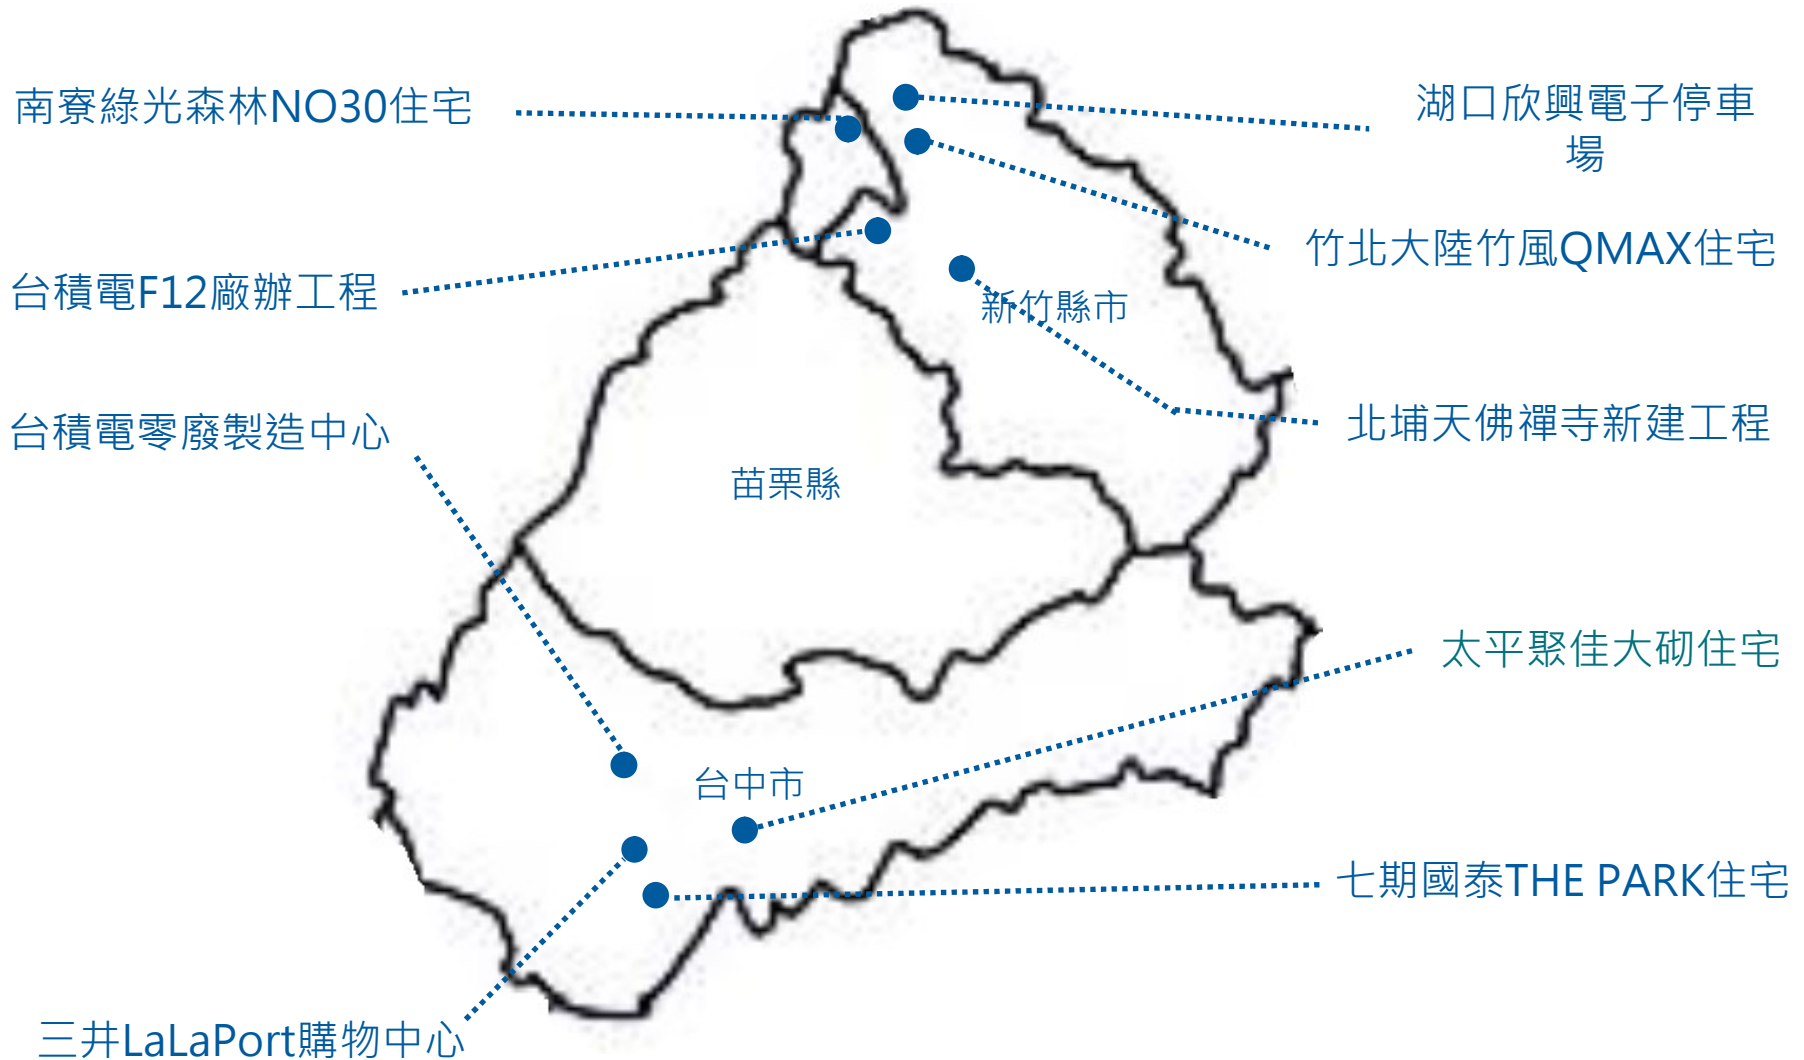 南寮綠光森林NO30住宅
湖口欣興電子停車
場
竹北大陸竹風QMAX住宅
台積電F12廠辦工程
新竹縣市
台積電零廢製造中心
北埔天佛禪寺新建工程
苗栗縣
太平聚佳大砌住宅
台中市
七期國泰THE PARK住宅
三井LaLaPort購物中心